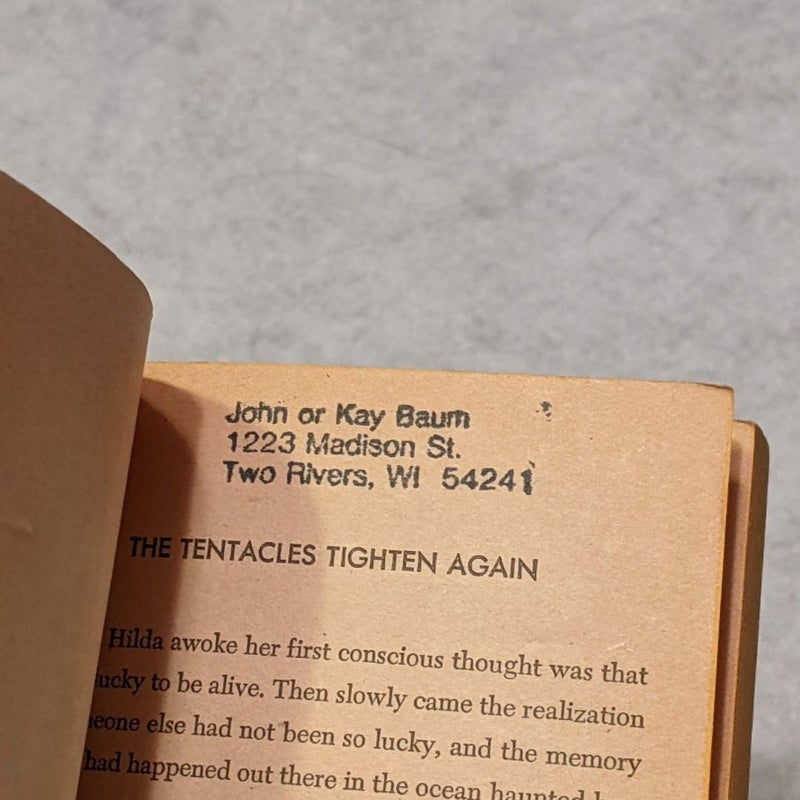 John or Kay Baum
1223 Madison St.
Two Rivers, WI 54241
THE TENTACLES TIGHTEN AGAIN
Hilda awoke her first conscious thought was that
to be alive. Then slowly came the realization
else had not been so lucky, and the memory
had happened out there in the ocean haunted